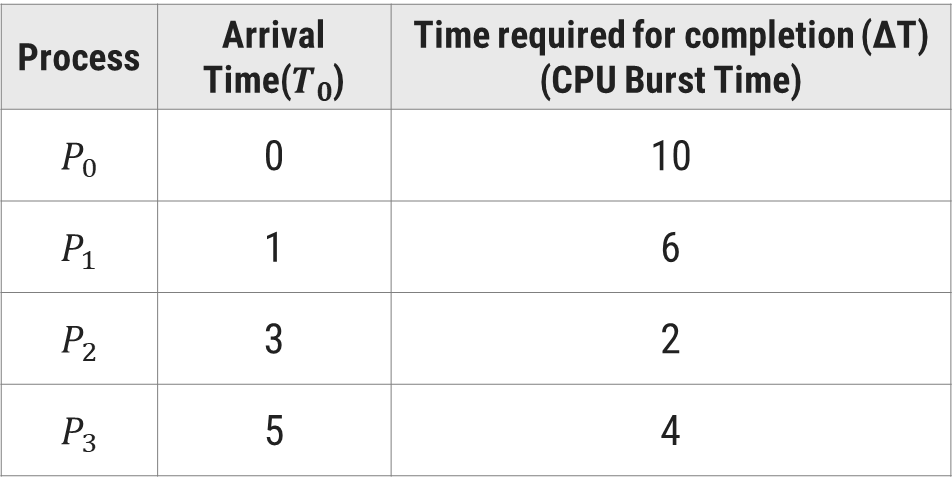 Process
Arrival
Time(T₀)
Time required for completion (ΔT)
(CPU Burst Time)
P₀ 0 10
P₁ 1 6
P₂ 3 2
P₃ 5 4